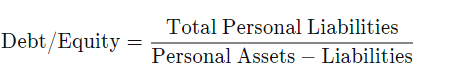 Debt/Equity = Total Personal Liabilities
Personal Assets − Liabilities